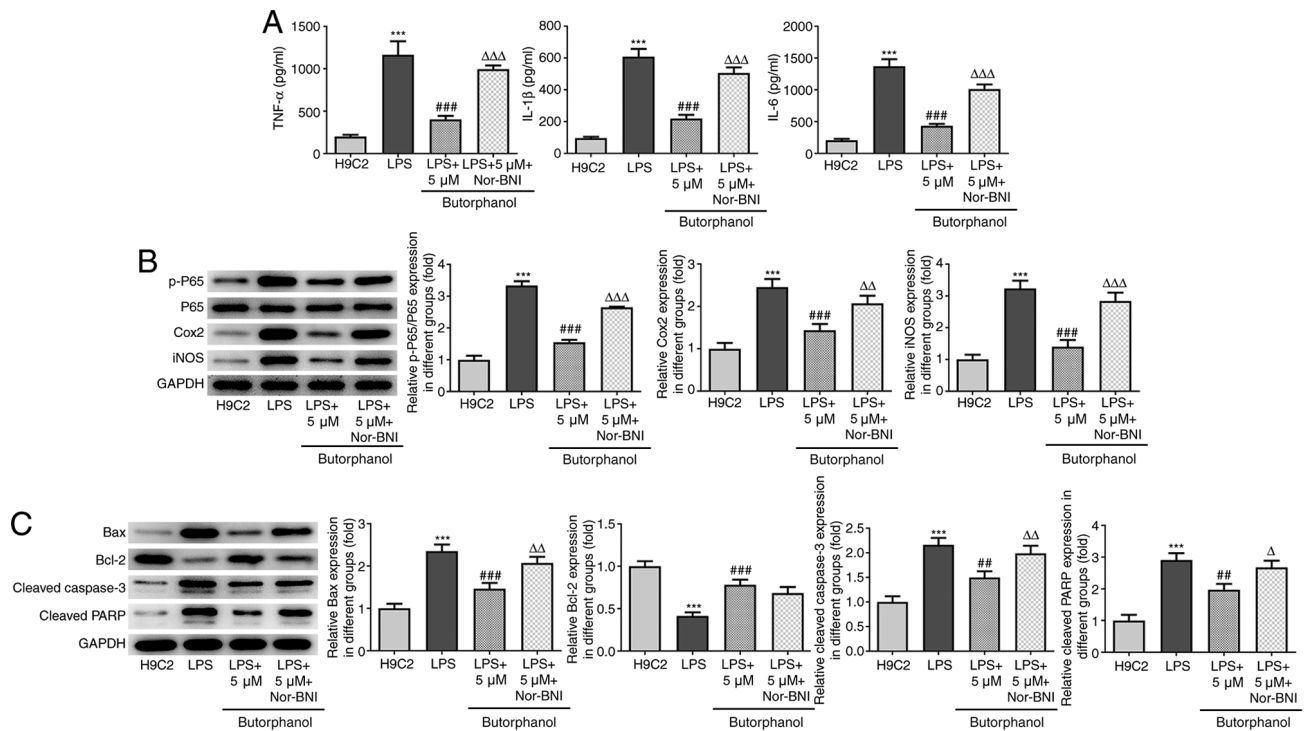 A
TNF-α (pg/ml)
1500
1000
500
0
***
###
ΔΔΔ
H9C2
LPS
LPS+
5 µM
LPS+5 µM+
Nor-BNI
Butorphanol
IL-1β (pg/ml)
800
600
400
200
0
***
###
ΔΔΔ
H9C2
LPS
LPS+
5 µM
LPS+
5 µM+
Nor-BNI
Butorphanol
IL-6 (pg/ml)
2000
1500
1000
500
0
***
###
ΔΔΔ
H9C2
LPS
LPS+
5 µM
LPS+
5 µM+
Nor-BNI
Butorphanol
B
p-P65
P65
Cox2
iNOS
GAPDH
H9C2
LPS
LPS+
5 µM
LPS+
5 µM+
Nor-BNI
Butorphanol
Relative p-P65/P65 expression
in different groups (fold)
4
3
2
1
0
***
###
ΔΔΔ
H9C2
LPS
LPS+
5 µM
LPS+
5 µM+
Nor-BNI
Butorphanol
Relative Cox2 expression
in different groups (fold)
3
2
1
0
***
###
ΔΔ
H9C2
LPS
LPS+
5 µM
LPS+
5 µM+
Nor-BNI
Butorphanol
Relative iNOS expression
in different groups (fold)
4
3
2
1
0
***
###
ΔΔΔ
H9C2
LPS
LPS+
5 µM
LPS+
5 µM+
Nor-BNI
Butorphanol
C
Bax
Bcl-2
Cleaved caspase-3
Cleaved PARP
GAPDH
H9C2
LPS
LPS+
5 µM
LPS+
5 µM+
Nor-BNI
Butorphanol
Relative Bax expression
in different groups (fold)
3
2
1
0
***
###
ΔΔ
H9C2
LPS
LPS+
5 µM
LPS+
5 µM+
Nor-BNI
Butorphanol
Relative Bcl-2 expression
in different groups (fold)
1.5
1.0
0.5
0.0
***
###
H9C2
LPS
LPS+
5 µM
LPS+
5 µM+
Nor-BNI
Butorphanol
Relative cleaved caspase-3 expression
in different groups (fold)
2.5
2.0
1.5
1.0
0.5
0.0
***
##
ΔΔ
H9C2
LPS
LPS+
5 µM
LPS+
5 µM+
Nor-BNI
Butorphanol
Relative cleaved PARP expression in
different groups (fold)
4
3
2
1
0
***
##
Δ
H9C2
LPS
LPS+
5 µM
LPS+
5 µM+
Nor-BNI
Butorphanol